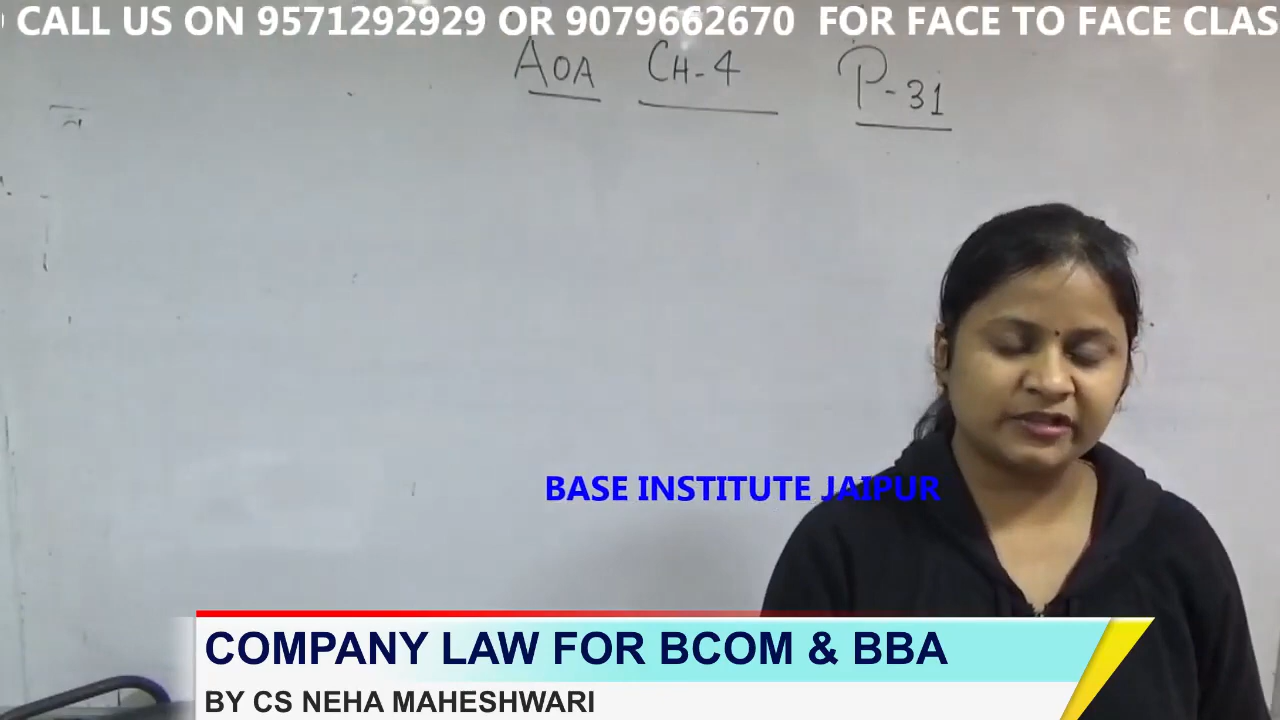 CALL US ON 9571292929 OR 9079662670 FOR FACE TO FACE CLAS
AOA CH-4 P-31
BASE INSTITUTE JAIPUR
COMPANY LAW FOR BCOM & BBA
BY CS NEHA MAHESHWARI